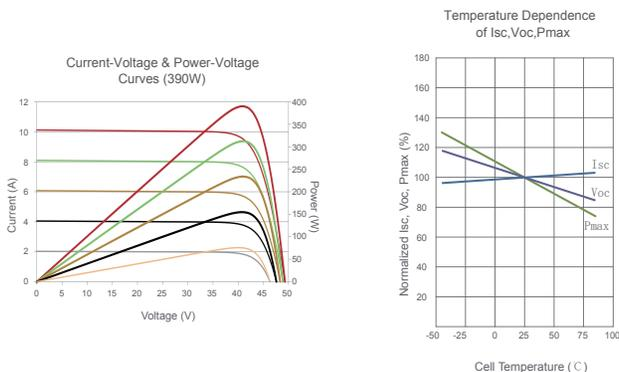 Temperature Dependence
of Isc,Voc,Pmax
Current-Voltage & Power-Voltage
Curves (390W)
12
10
8
6
4
2
0
Current (A)
400
350
300
250
200
150
100
50
0
Power (W)
0 5 10 15 20 25 30 35 40 45 50
Voltage (V)
180
160
140
120
100
80
60
40
20
Normalized Isc, Voc, Pmax (%)
Isc
Voc
Pmax
-50 -25 0 25 50 75 100
Cell Temperature (C)